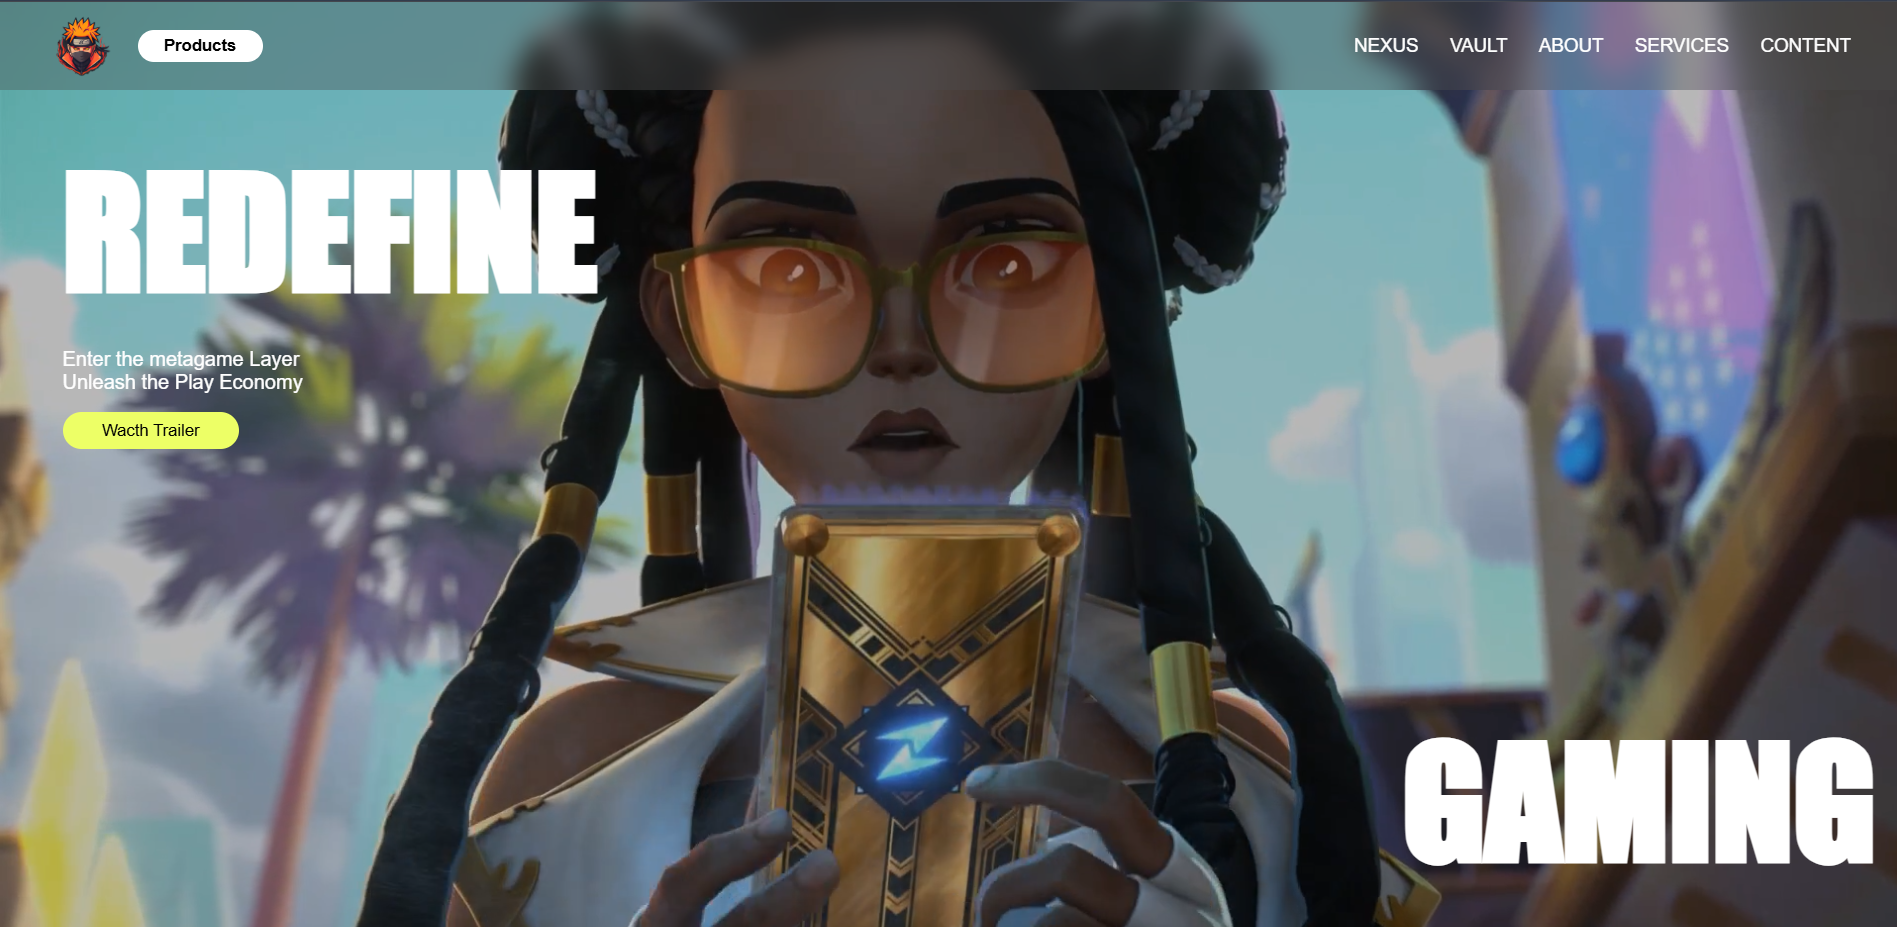 Products
NEXUS VAULT ABOUT SERVICES CONTENT
REDEFINE
Enter the metagame Layer
Unleash the Play Economy
Wacth Trailer
GAMING